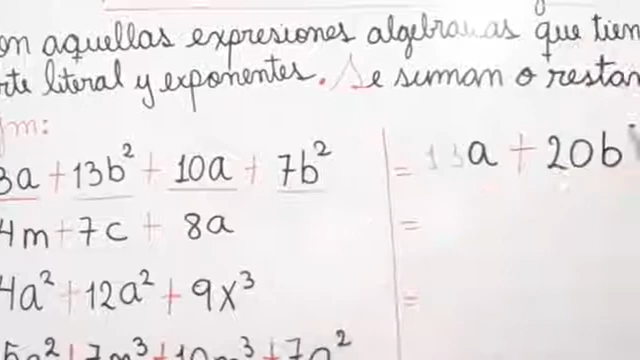 on aquellas expresiones algebraicas que tien
rte literal y exponentes. Se suman o restan
jm:
3a + 13b² + 10a + 7b² = 13a + 20b
4m + 7c + 8a =
4a² + 12a² + 9x³ =